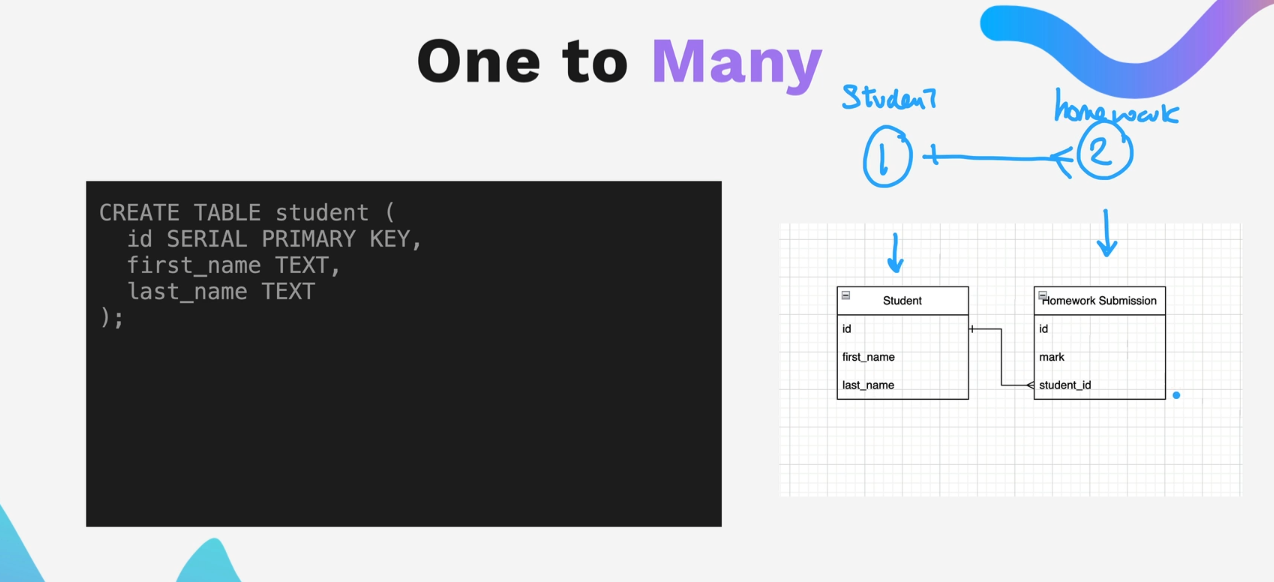 One to Many
Student
homework
1
2
CREATE TABLE student (
  id SERIAL PRIMARY KEY,
  first_name TEXT,
  last_name TEXT
);
Student
id
first_name
last_name
Homework Submission
id
mark
student_id